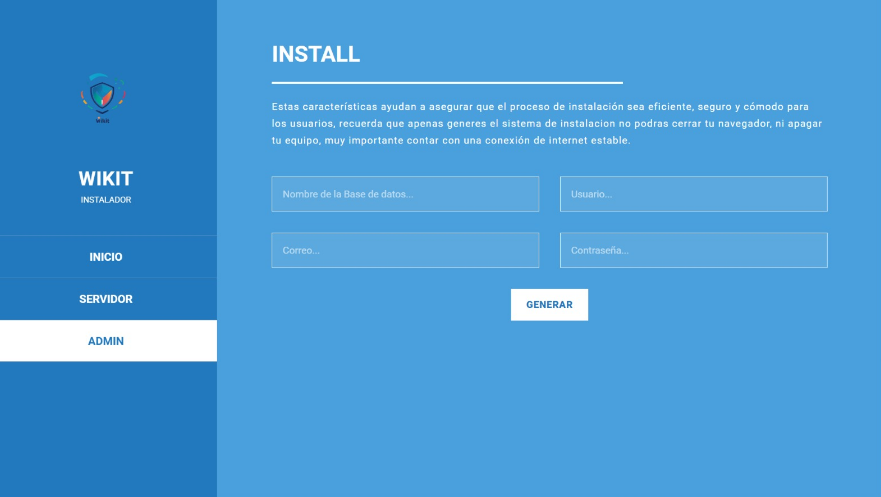 WIKIT
WIKIT
INSTALADOR
INICIO
SERVIDOR
ADMIN
INSTALL
Estas características ayudan a asegurar que el proceso de instalación sea eficiente, seguro y cómodo para
los usuarios, recuerda que apenas generes el sistema de instalacion no podras cerrar tu navegador, ni apagar
tu equipo, muy importante contar con una conexión de internet estable.
Nombre de la Base de datos...
Usuario...
Correo...
Contraseña...
GENERAR